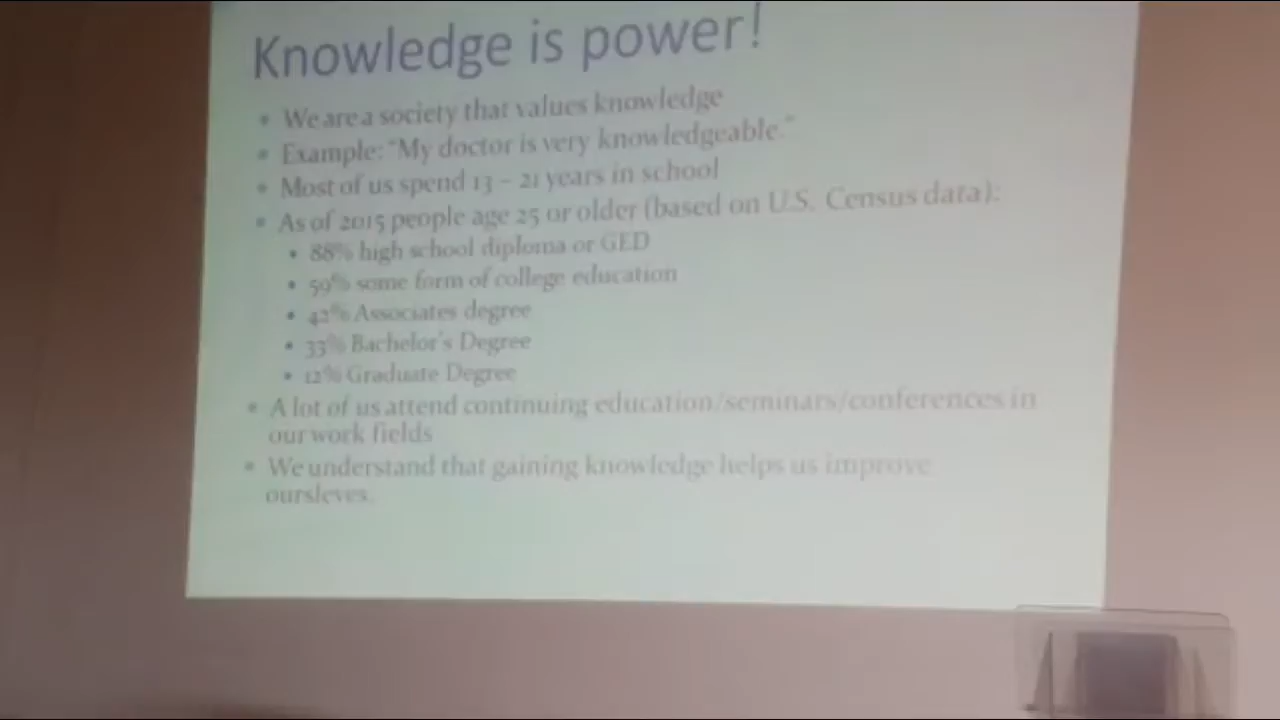 Knowledge is power!
• We are a society that values knowledge
• Example: "My doctor is very knowledgeable."
• Most of us spend 13 – 21 years in school
• As of 2015 people age 25 or older (based on U.S. Census data):
• 88% high school diploma or GED
• 59% some form of college education
• 42% Associates degree
• 33% Bachelor's Degree
• 12% Graduate Degree
• A lot of us attend continuing education/seminars/conferences in
our work fields
• We understand that gaining knowledge helps us improve
oursleves.